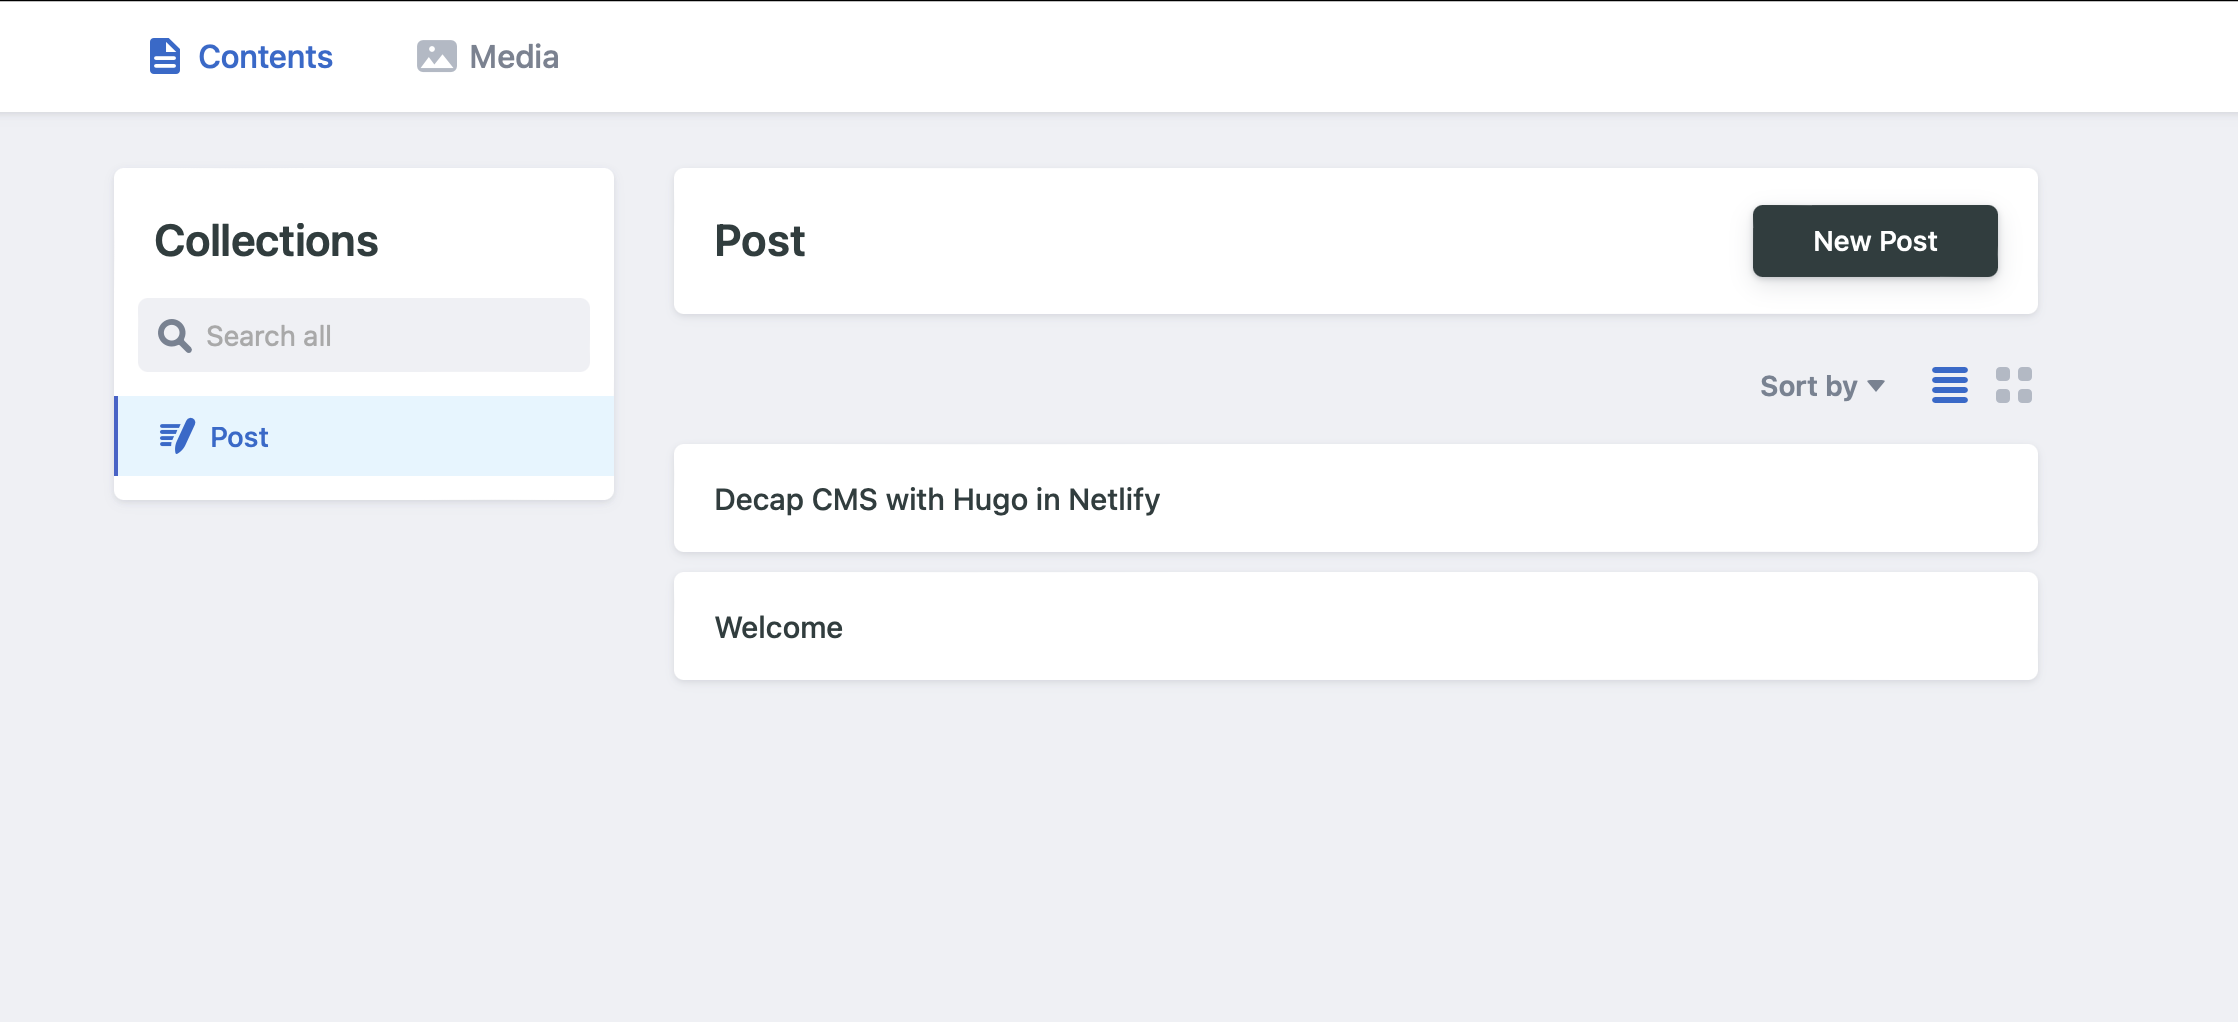 Contents
Media
Collections
Search all
Post
Post
New Post
Sort by
Decap CMS with Hugo in Netlify
Welcome